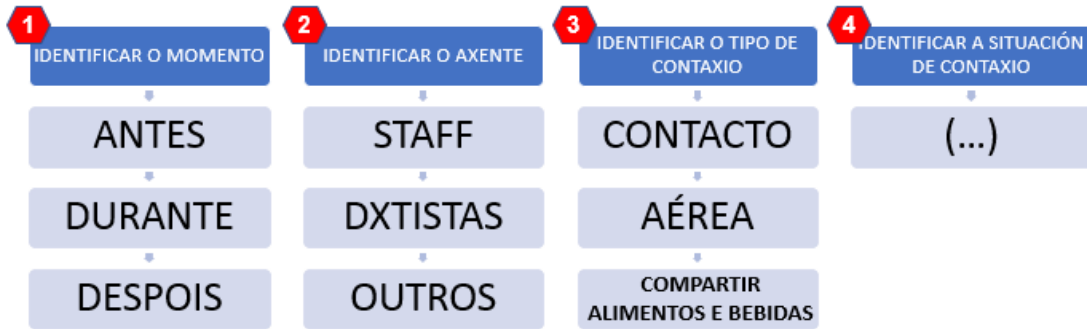 1
IDENTIFICAR O MOMENTO
ANTES
DURANTE
DESPOIS
2
IDENTIFICAR O AXENTE
STAFF
DXTISTAS
OUTROS
3
IDENTIFICAR O TIPO DE
CONTAXIO
CONTACTO
AÉREA
COMPARTIR
ALIMENTOS E BEBIDAS
4
IDENTIFICAR A SITUACIÓN
DE CONTAXIO
(...)